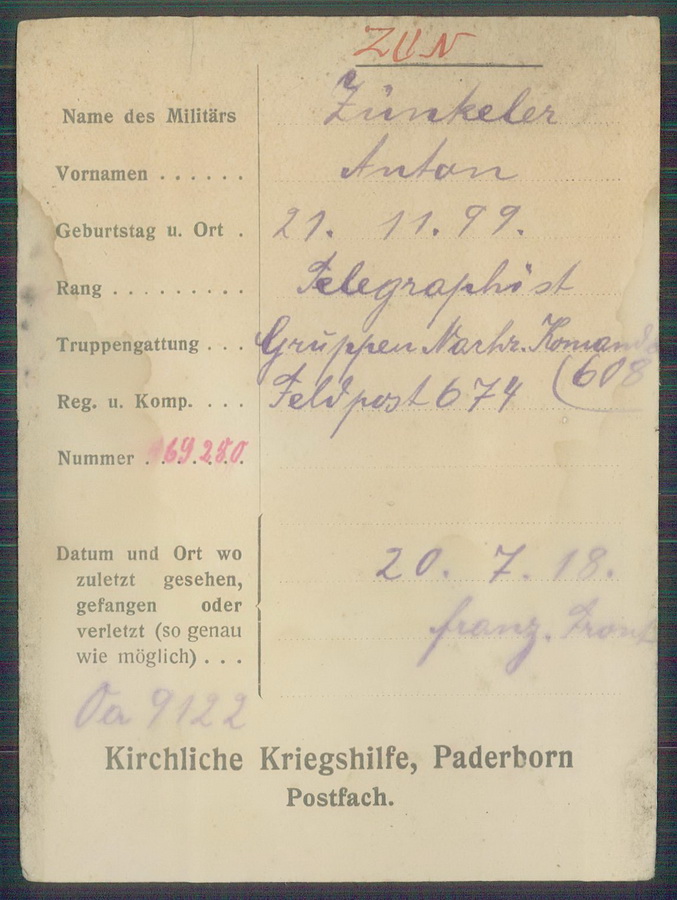 ZUN
Name des Militärs Zünkeler
Vornamen . . . . . . Anton
Geburtstag u. Ort . 21. 11. 99.
Rang . . . . . . . . . Telegraphist
Truppengattung . . . Gruppen Nachr. Komando
(608
Reg. u. Komp. . . . . Feldpost 674
Nummer . . . . . . . 169280
Datum und Ort wo
zuletzt gesehen, 20. 7. 18.
gefangen oder
verletzt (so genau franz. Front
wie möglich) . . .
9122
Kirchliche Kriegshilfe, Paderborn
Postfach.